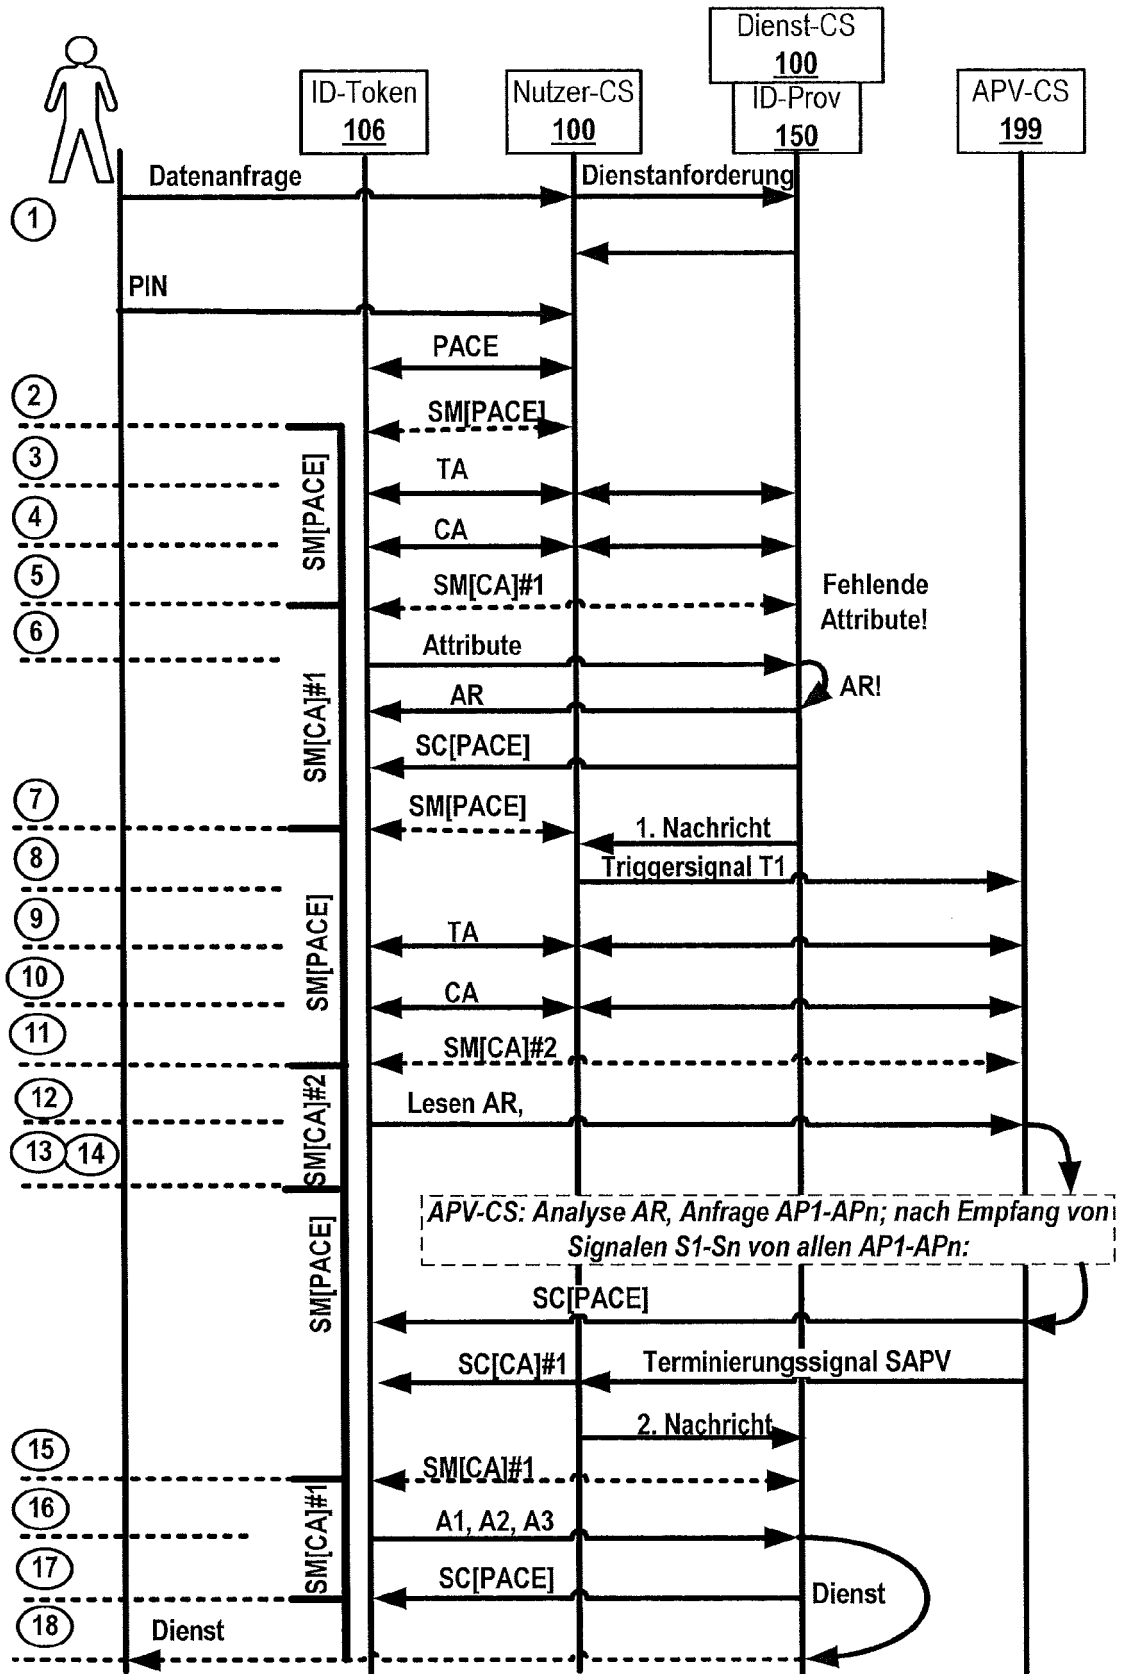 Dienst-CS
100
ID-Token
106
Nutzer-CS
100
ID-Prov
150
APV-CS
199
Datenanfrage
Dienstanforderung
1
PIN
PACE
2
SM[PACE]
3
TA
SM[PACE]
4
CA
5
SM[CA]#1
Fehlende
Attribute!
6
Attribute
AR!
AR
SM[CA]#1
SC[PACE]
7
SM[PACE]
1. Nachricht
8
Triggersignal T1
9
TA
SM[PACE]
10
CA
11
SM[CA]#2
12
Lesen AR,
SM[CA]#2
13
14
APV-CS: Analyse AR, Anfrage AP1-APn; nach Empfang von
Signalen S1-Sn von allen AP1-APn:
SM[PACE]
SC[PACE]
SC[CA]#1
Terminierungssignal SAPV
2. Nachricht
15
SM[CA]#1
16
A1, A2, A3
SM[CA]#1
17
SC[PACE]
Dienst
18
Dienst